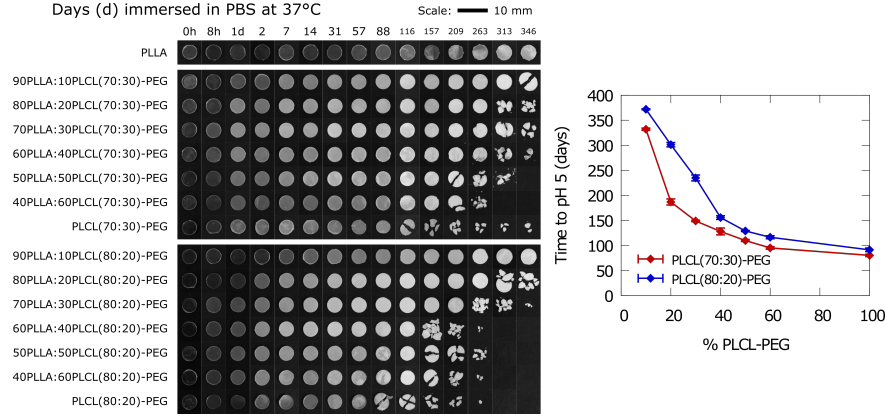 Days (d) immersed in PBS at 37°C
Scale: 10 mm
0h 8h 1d 2 7 14 31 57 88 116 157 209 263 313 346
PLLA
90PLLA:10PLCL(70:30)-PEG
80PLLA:20PLCL(70:30)-PEG
70PLLA:30PLCL(70:30)-PEG
60PLLA:40PLCL(70:30)-PEG
50PLLA:50PLCL(70:30)-PEG
40PLLA:60PLCL(70:30)-PEG
PLCL(70:30)-PEG
90PLLA:10PLCL(80:20)-PEG
80PLLA:20PLCL(80:20)-PEG
70PLLA:30PLCL(80:20)-PEG
60PLLA:40PLCL(80:20)-PEG
50PLLA:50PLCL(80:20)-PEG
40PLLA:60PLCL(80:20)-PEG
PLCL(80:20)-PEG
Time to pH 5 (days)
400
350
300
250
200
150
100
50
0
PLCL(70:30)-PEG
PLCL(80:20)-PEG
0 20 40 60 80 100
% PLCL-PEG